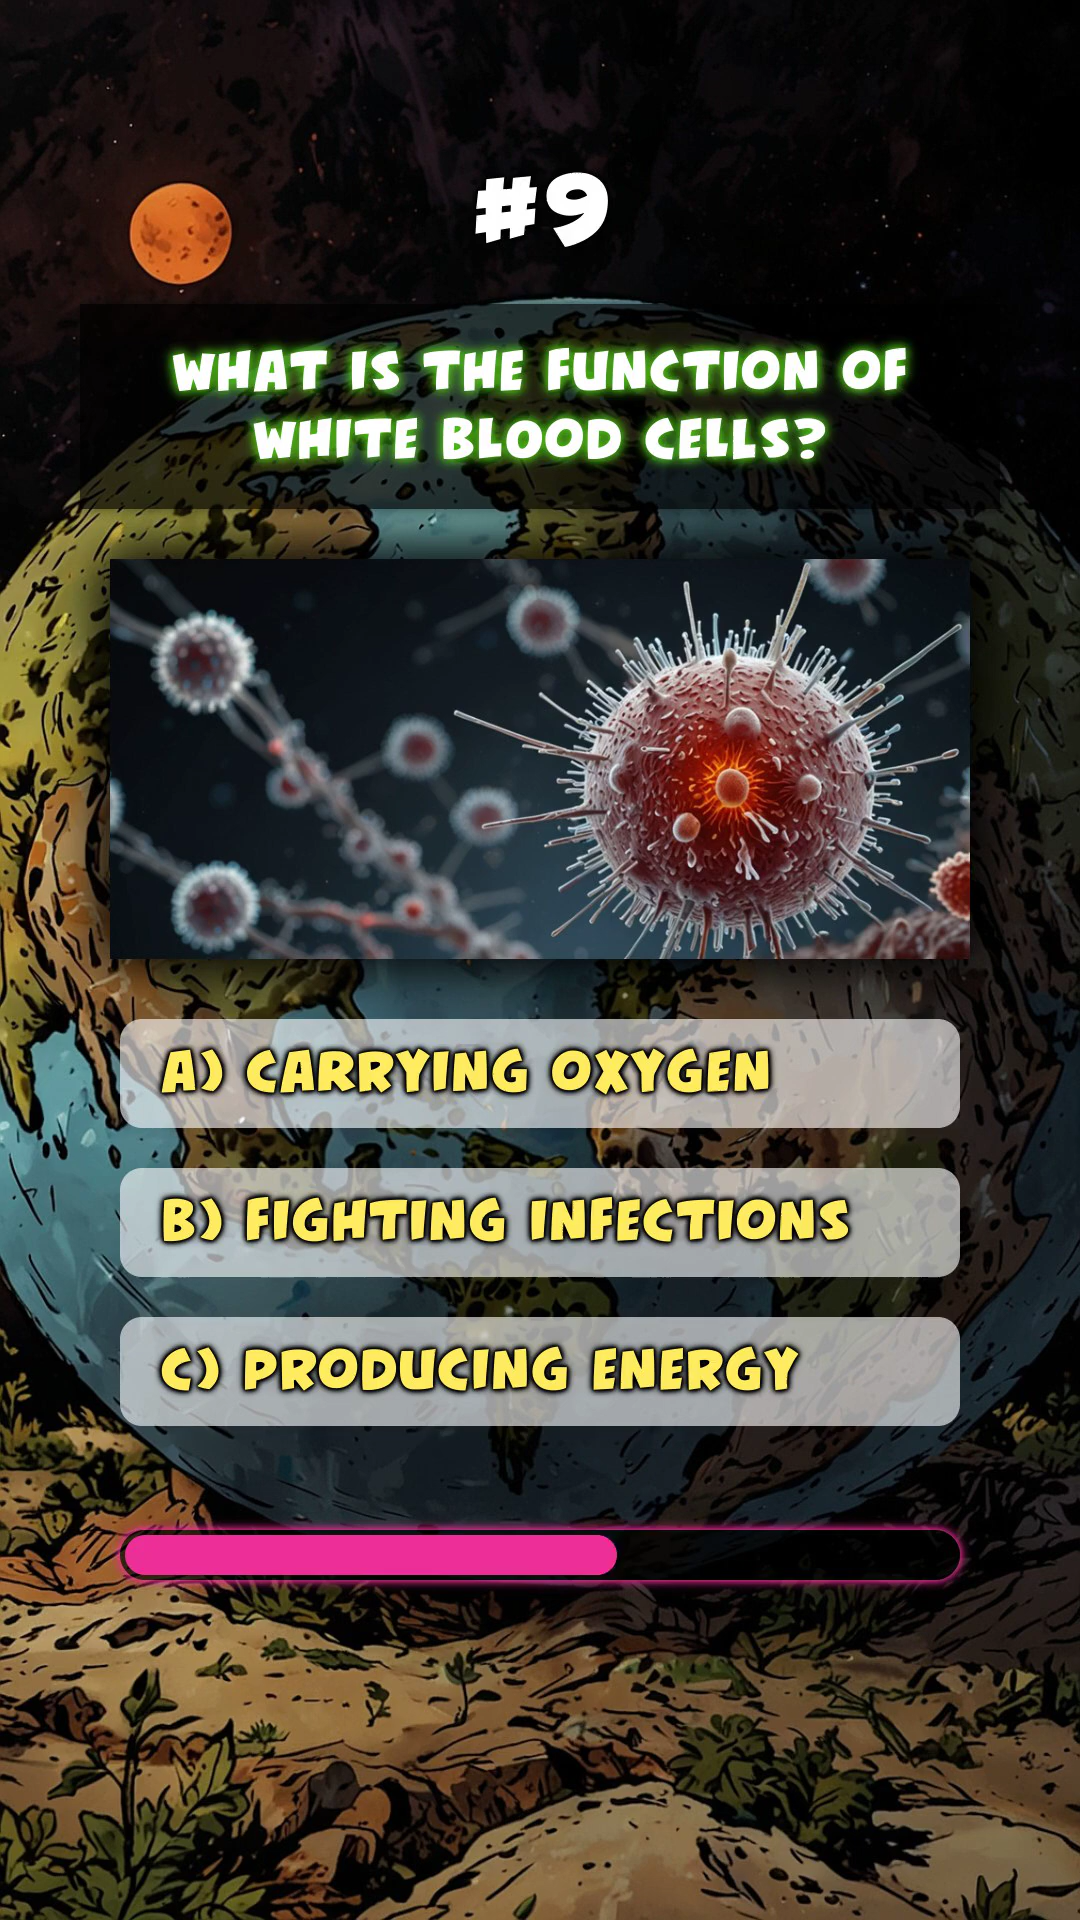 #9
WHAT IS THE FUNCTION OF
WHITE BLOOD CELLS?
A) CARRYING OXYGEN
B) FIGHTING INFECTIONS
C) PRODUCING ENERGY